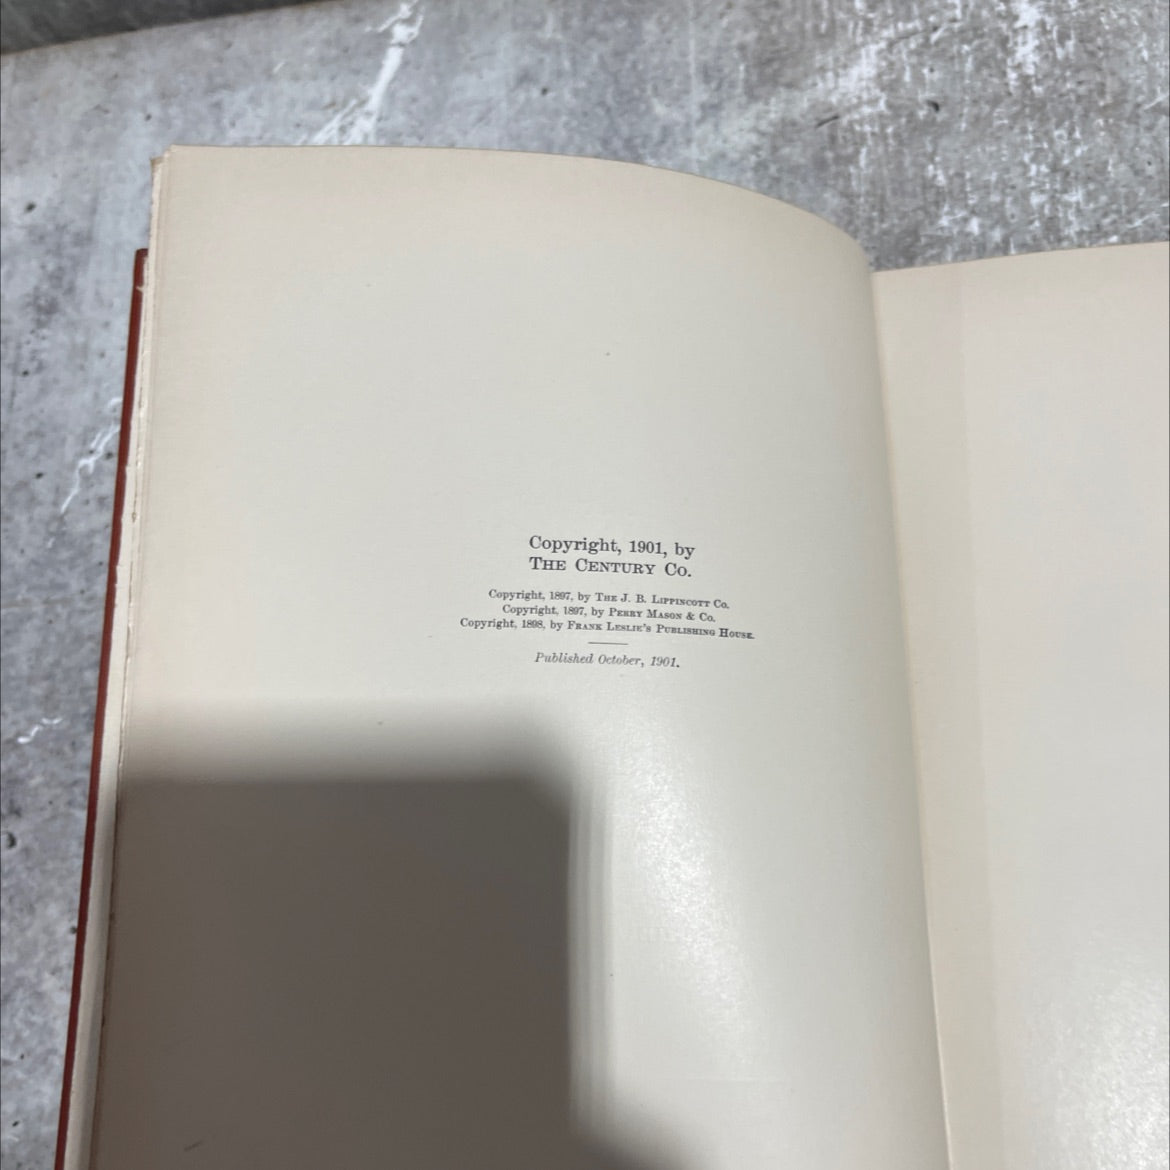 Copyright, 1901, by
THE CENTURY CO.
Copyright, 1897, by THE J. B. LIPPINCOTT CO.
Copyright, 1897, by PERRY MASON & CO.
Copyright, 1898, by FRANK LESLIE'S PUBLISHING HOUSE.
Published October, 1901.